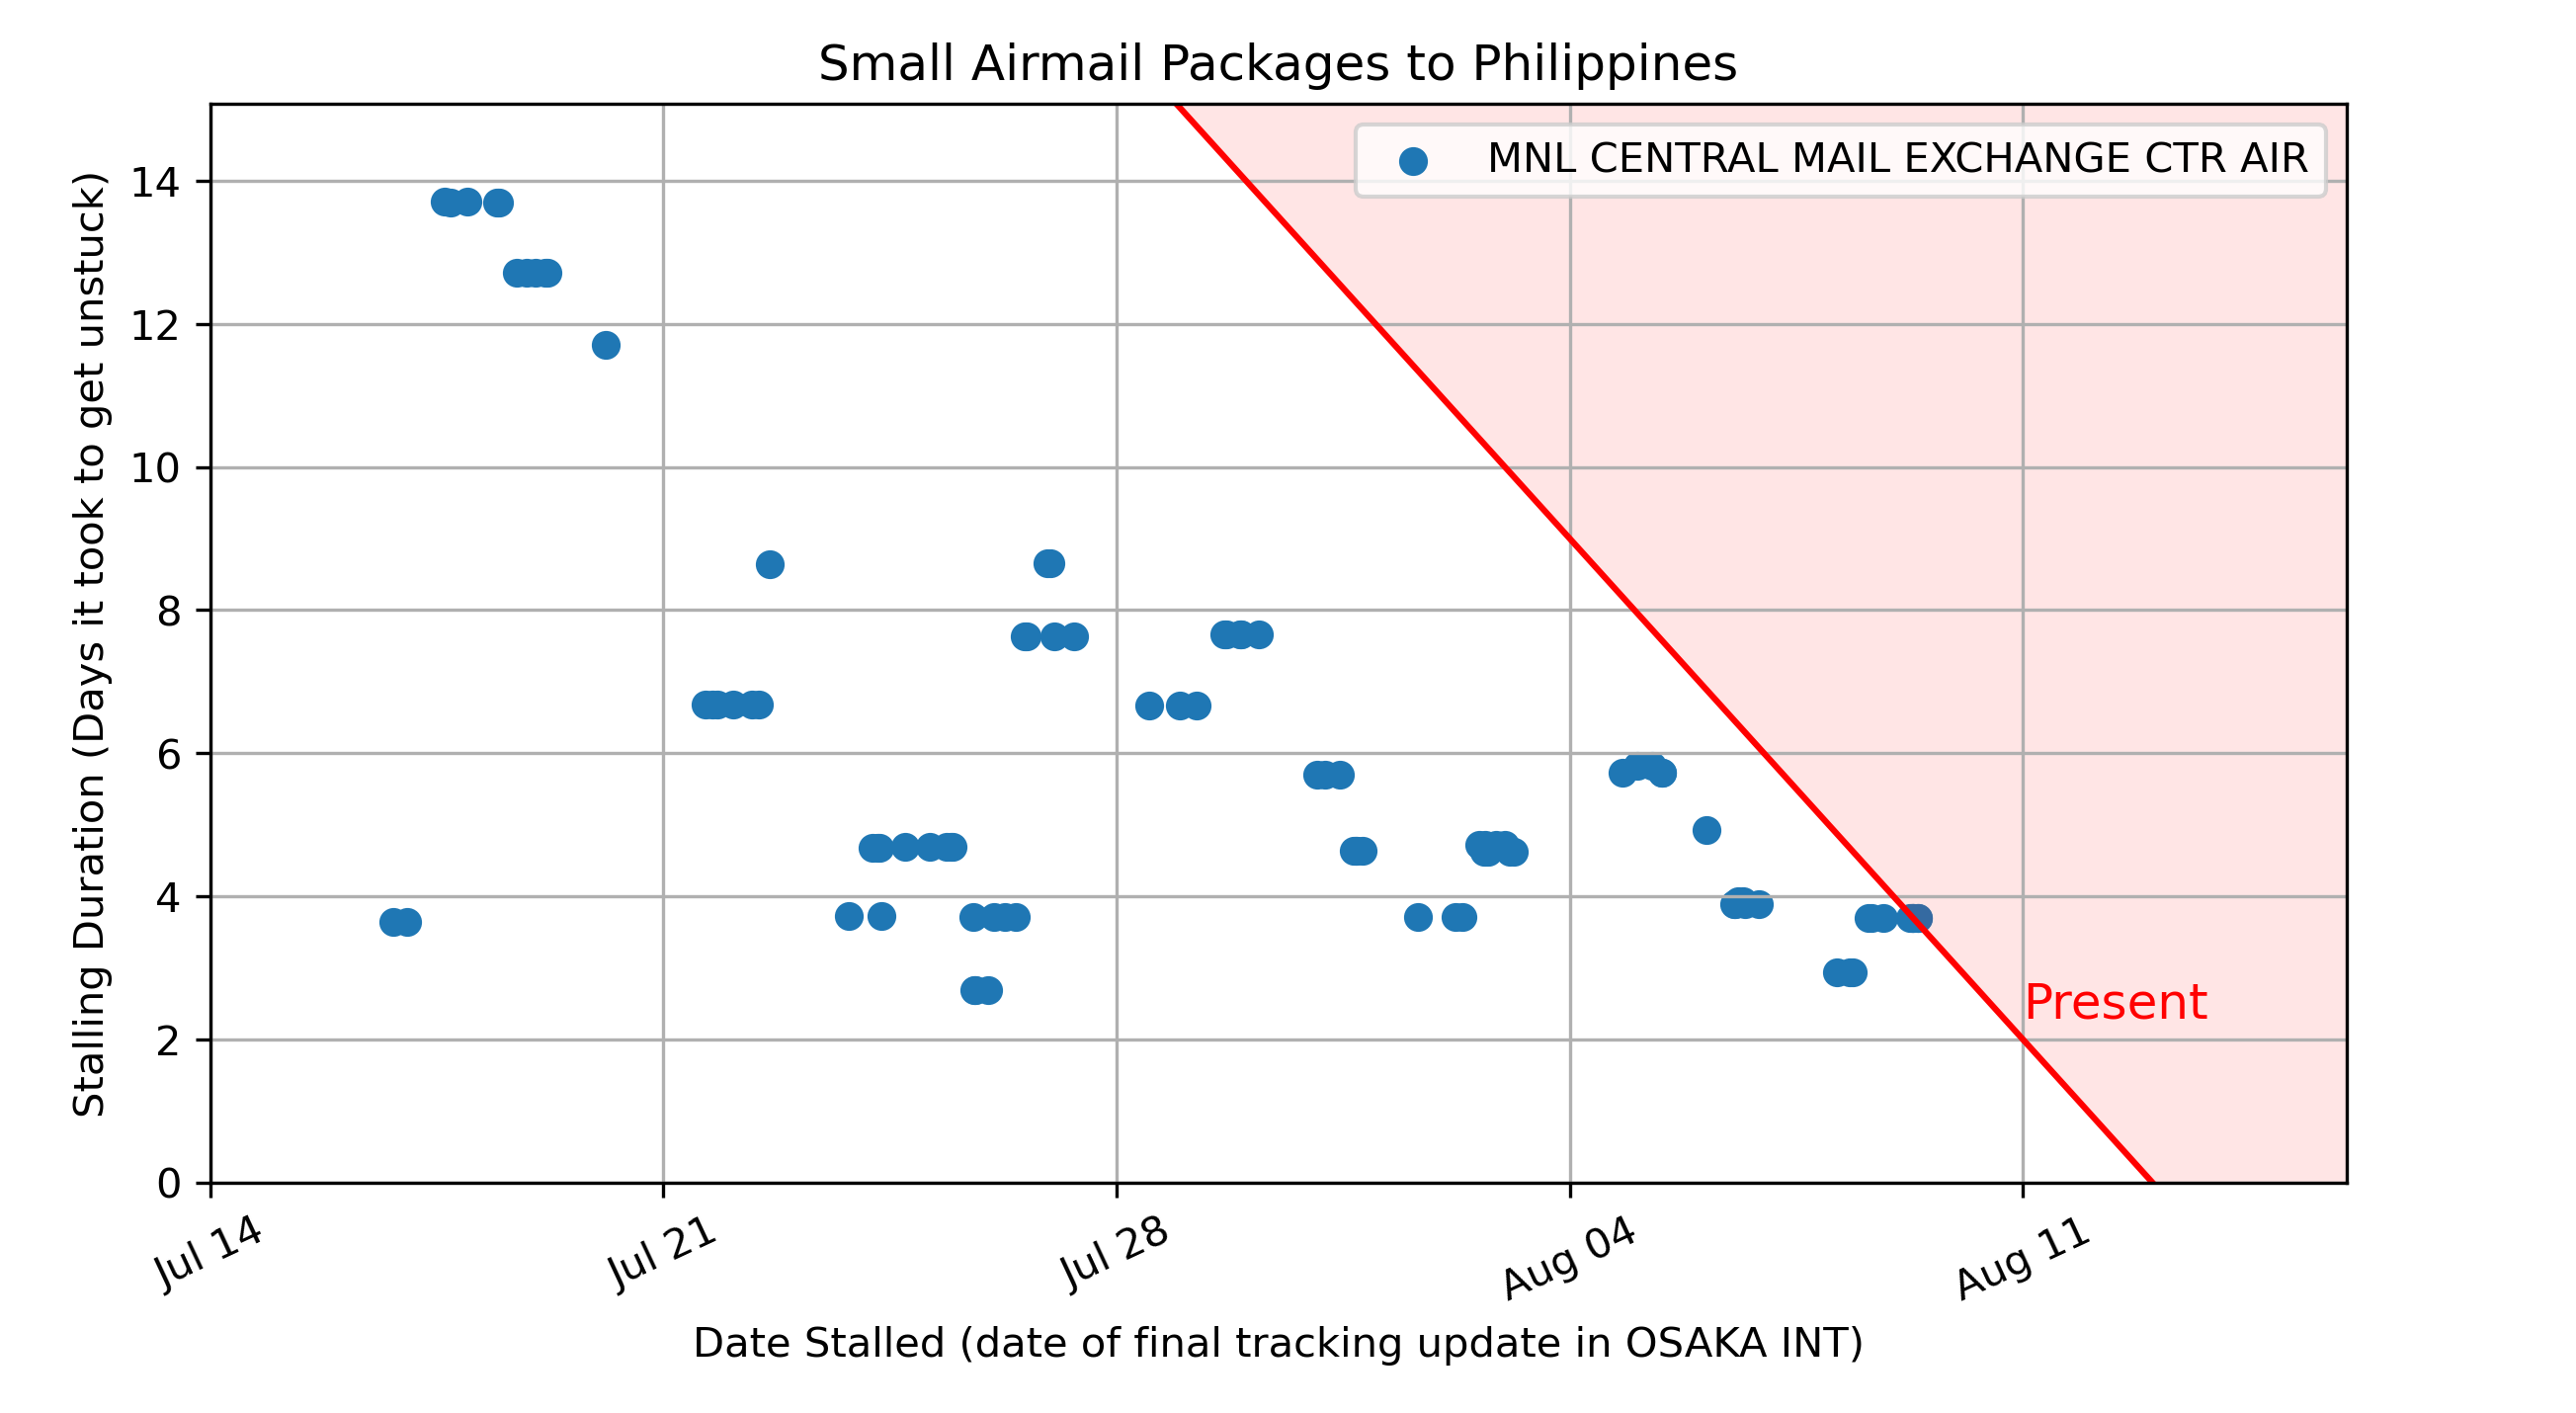 Small Airmail Packages to Philippines
MNL CENTRAL MAIL EXCHANGE CTR AIR
Stalling Duration (Days it took to get unstuck)
14
12
10
8
6
4
2
0
Present
Jul 14
Jul 21
Jul 28
Aug 04
Aug 11
Date Stalled (date of final tracking update in OSAKA INT)